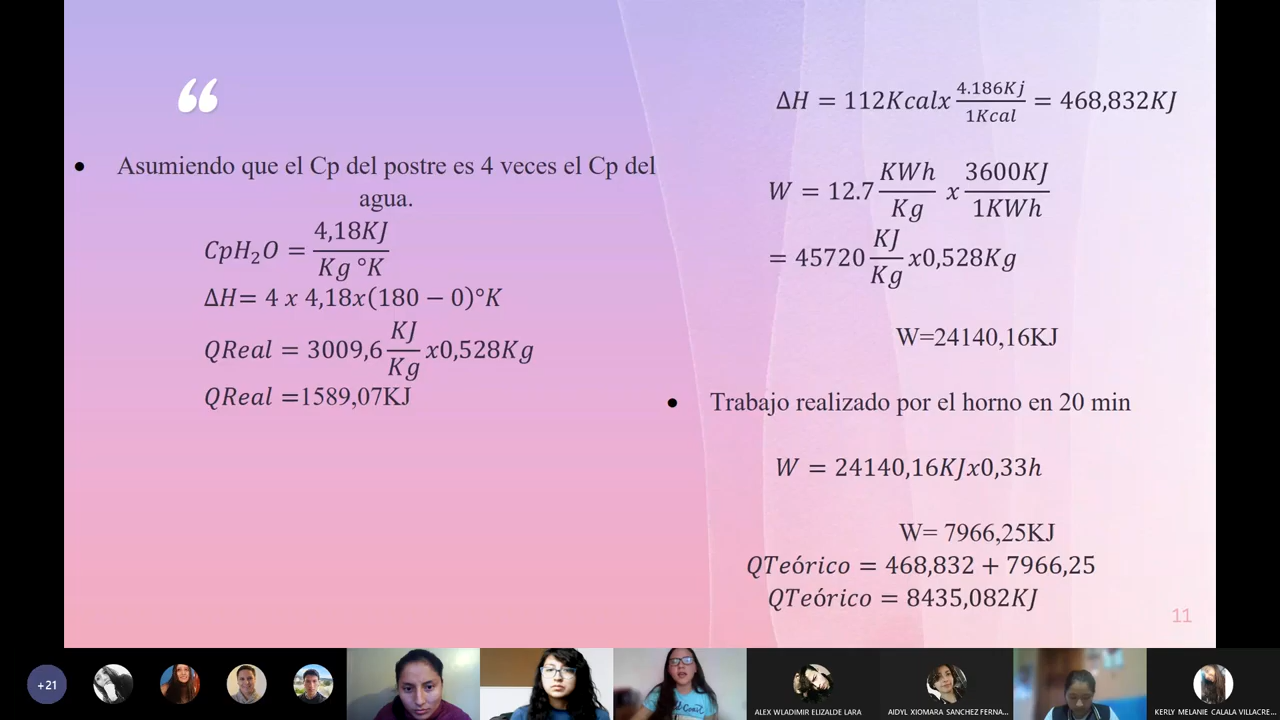 “
● Asumiendo que el Cp del postre es 4 veces el Cp del
agua.
CpH₂O = 4,18KJ / Kg °K
ΔH= 4 x 4,18x(180 − 0)°K
QReal = 3009,6 KJ/Kg x0,528Kg
QReal =1589,07KJ
ΔH = 112Kcalx 4.186Kj/1Kcal = 468,832KJ
W = 12.7 KWh/Kg x 3600KJ/1KWh
= 45720 KJ/Kg x0,528Kg
W=24140,16KJ
● Trabajo realizado por el horno en 20 min
W = 24140,16KJx0,33h
W= 7966,25KJ
QTeórico = 468,832 + 7966,25
QTeórico = 8435,082KJ
11
+21
ALEX WLADIMIR ELIZALDE LARA
AIDYL XIOMARA SANCHEZ FERNA...
KERLY MELANIE CALALA VILLACRE...